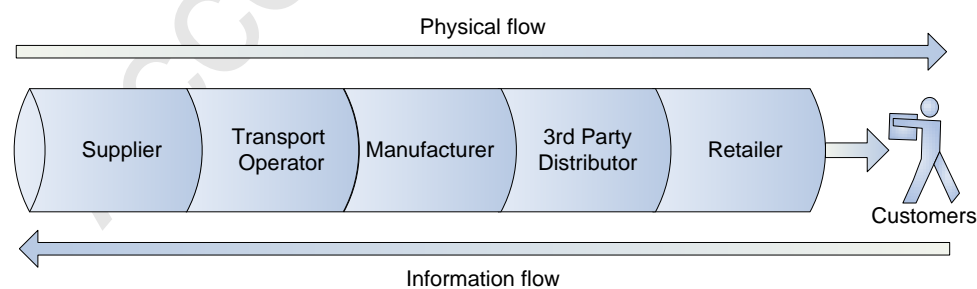 Physical flow
Supplier
Transport
Operator
Manufacturer
3rd Party
Distributor
Retailer
Customers
Information flow